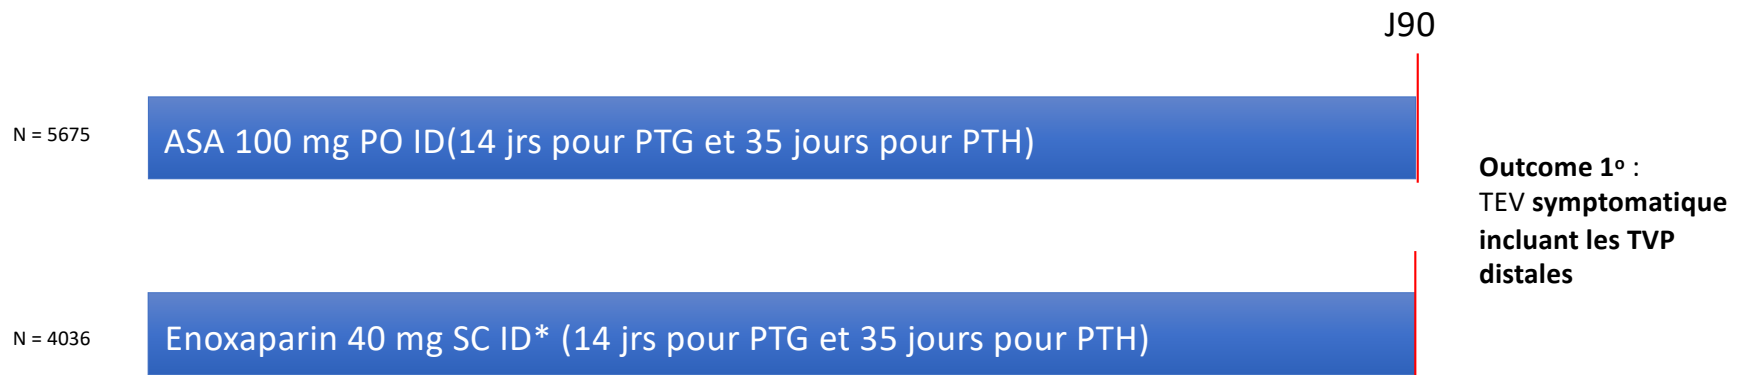 J90
N = 5675
ASA 100 mg PO ID(14 jrs pour PTG et 35 jours pour PTH)
Outcome 1º :
TEV symptomatique
incluant les TVP
distales
N = 4036
Enoxaparin 40 mg SC ID* (14 jrs pour PTG et 35 jours pour PTH)